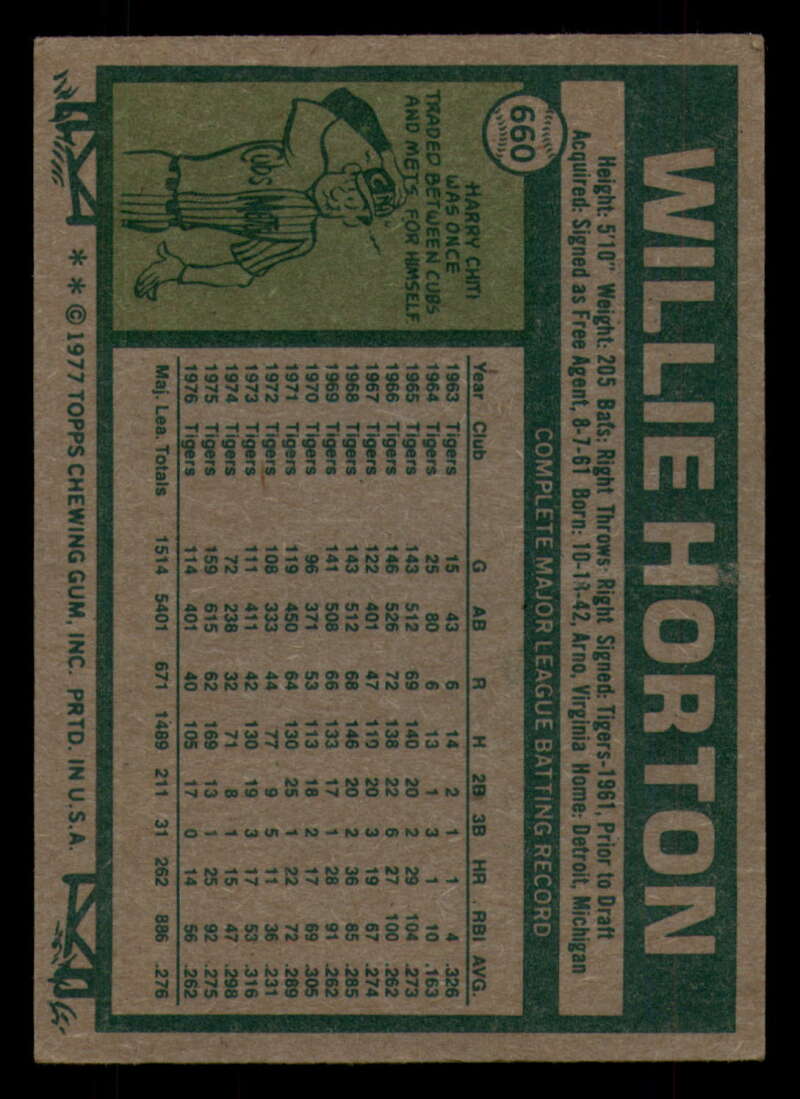 WILLIE HORTON
Height: 5'10" Weight: 205 Bats: Right Throws: Right Signed: Tigers-1961, Prior to Draft
Acquired: Signed as Free Agent, 8-7-61 Born: 10-18-42, Arno, Virginia Home: Detroit, Michigan
660
HARRY CHITI
WAS ONCE
TRADED BETWEEN CUBS
AND METS FOR HIMSELF
CUBS METS
COMPLETE MAJOR LEAGUE BATTING RECORD
Year Club G AB R H 2B 3B HR RBI AVG.
1963 Tigers 15 43 6 14 2 1 1 4 .326
1964 Tigers 25 80 6 13 1 3 1 10 .163
1965 Tigers 143 512 69 140 20 2 29 104 .273
1966 Tigers 146 526 72 138 22 6 27 100 .262
1967 Tigers 122 401 47 110 20 3 19 67 .274
1968 Tigers 143 512 68 146 20 2 36 85 .285
1969 Tigers 141 508 66 133 17 1 28 91 .262
1970 Tigers 96 371 53 113 18 2 17 69 .305
1971 Tigers 119 450 64 130 25 1 22 72 .289
1972 Tigers 108 333 44 77 9 5 11 36 .231
1973 Tigers 111 411 42 130 19 3 17 53 .316
1974 Tigers 72 238 32 71 8 1 15 47 .298
1975 Tigers 159 615 62 169 13 1 25 92 .275
1976 Tigers 114 401 40 105 17 0 14 56 .262
Maj. Lea. Totals 1514 5401 671 1489 211 31 262 886 .276
* * © 1977 TOPPS CHEWING GUM, INC. PRTD. IN U.S.A.